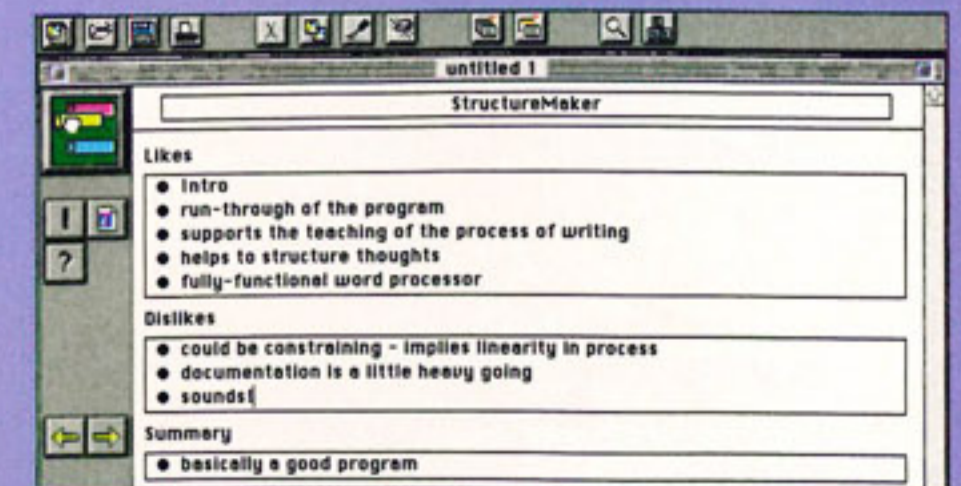 untitled 1
StructureMaker
Likes
● Intro
● run-through of the program
● supports the teaching of the process of writing
● helps to structure thoughts
● fully-functional word processor
Dislikes
● could be constraining - implies linearity in process
● documentation is a little heavy going
● sounds!
Summary
● basically a good program
?